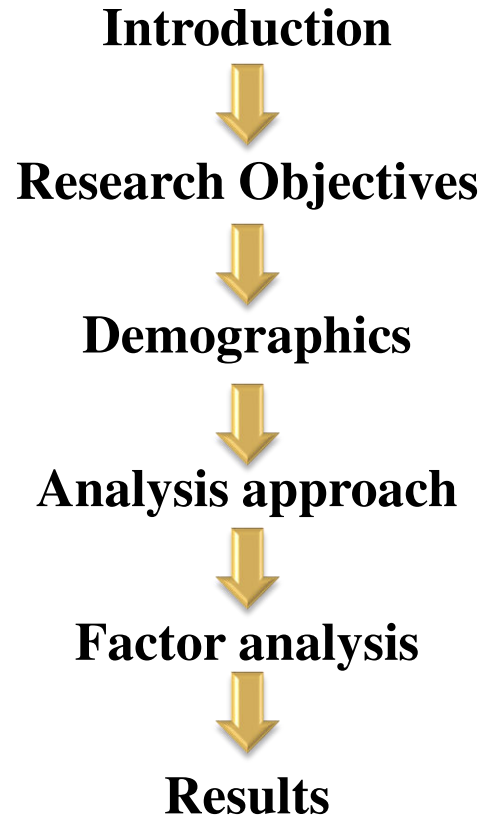 Introduction
Research Objectives
Demographics
Analysis approach
Factor analysis
Results